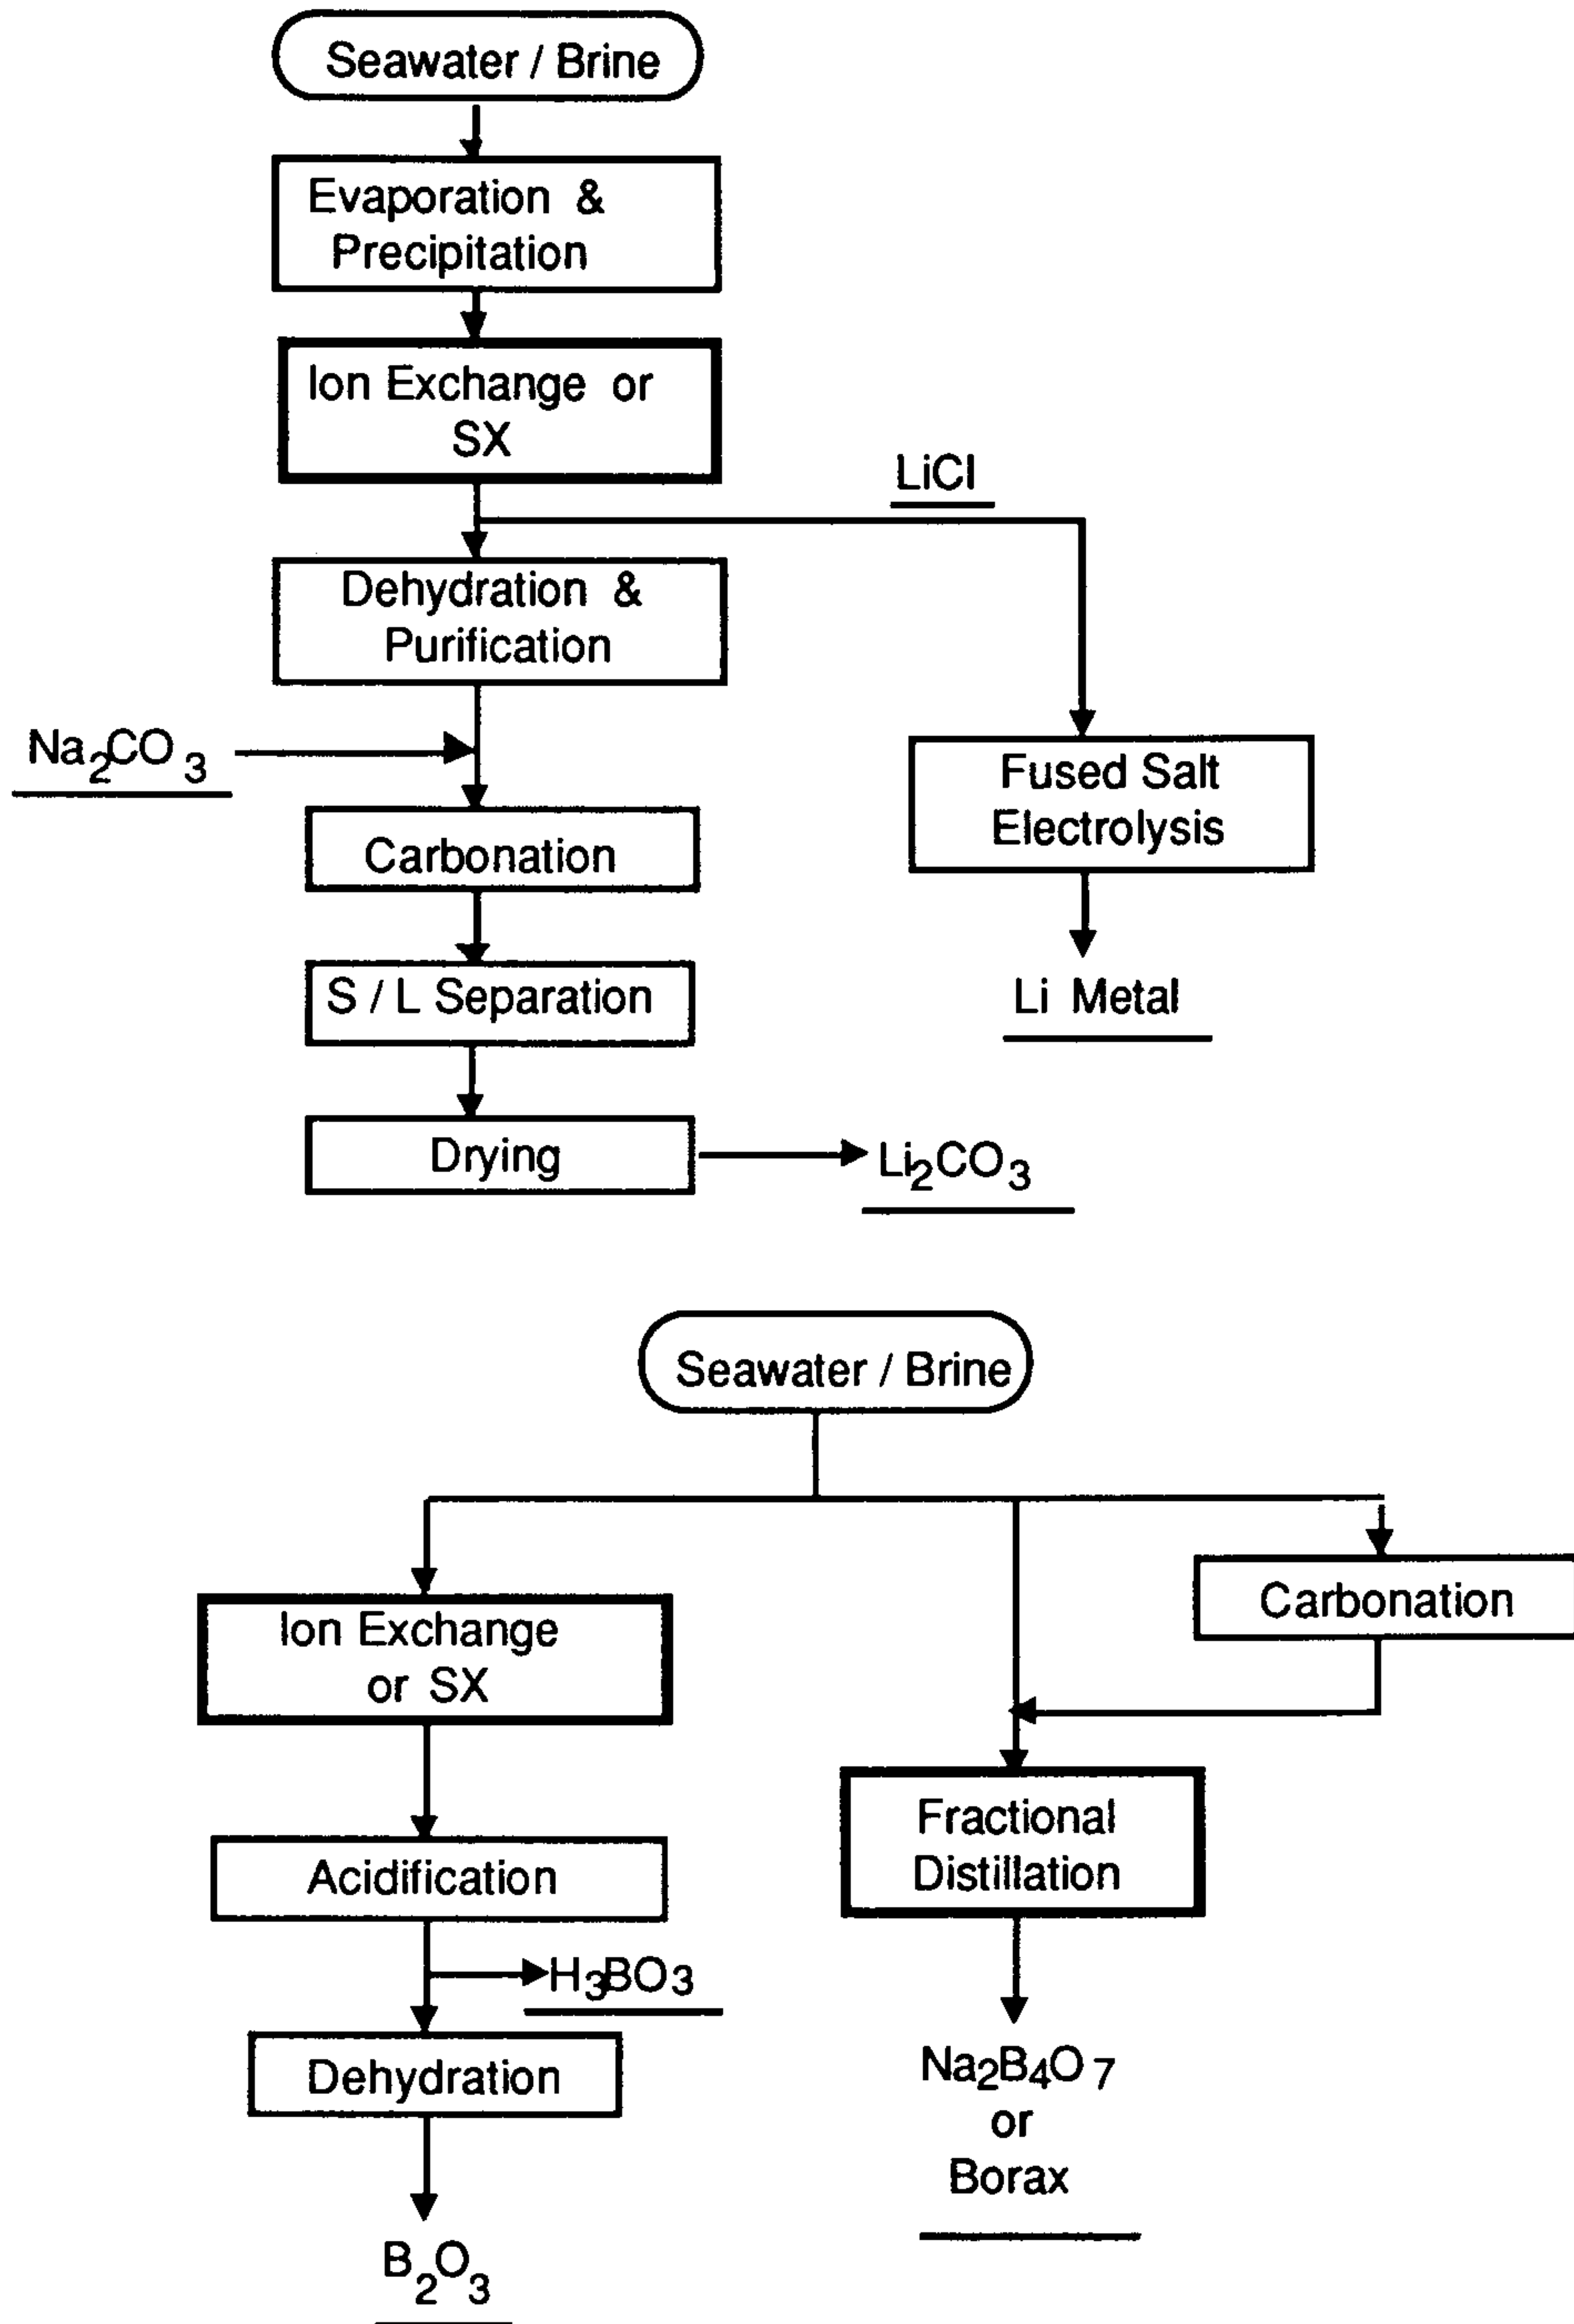 Seawater / Brine
Evaporation &
Precipitation
Ion Exchange or
SX
LiCl
Dehydration &
Purification
Na2CO3
Fused Salt
Electrolysis
Carbonation
S / L Separation
Li Metal
Drying
Li2CO3
Seawater / Brine
Carbonation
Ion Exchange
or SX
Fractional
Distillation
Acidification
H3BO3
Dehydration
Na2B4O7
or
Borax
B2O3